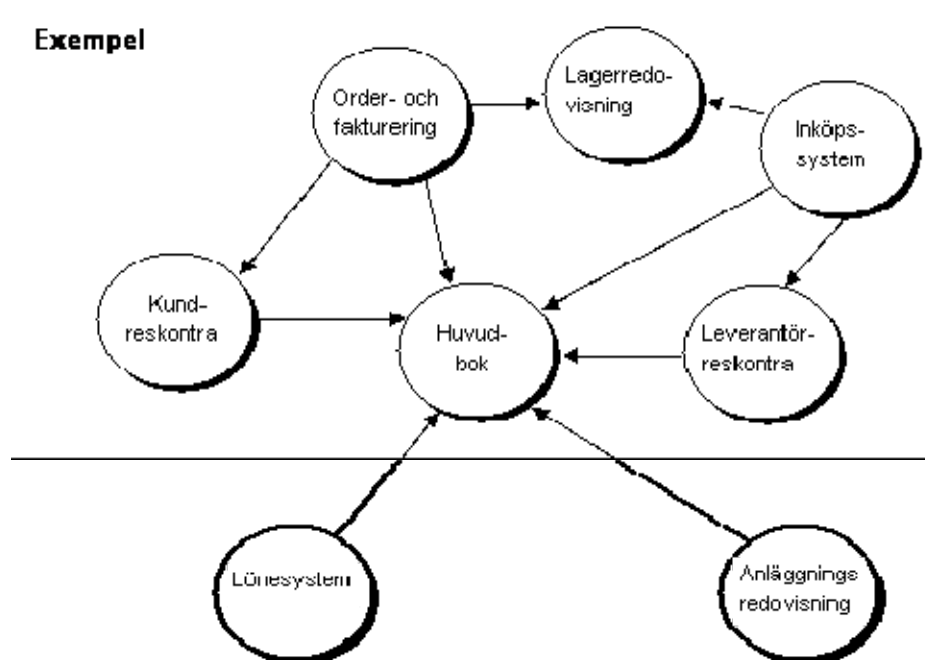 Exempel
Order- och
fakturering
Lagerredo-
visning
Inköps-
system
Kund-
reskontra
Huvud-
bok
Leverantör-
reskontra
Lönesystem
Anläggnings
redovisning